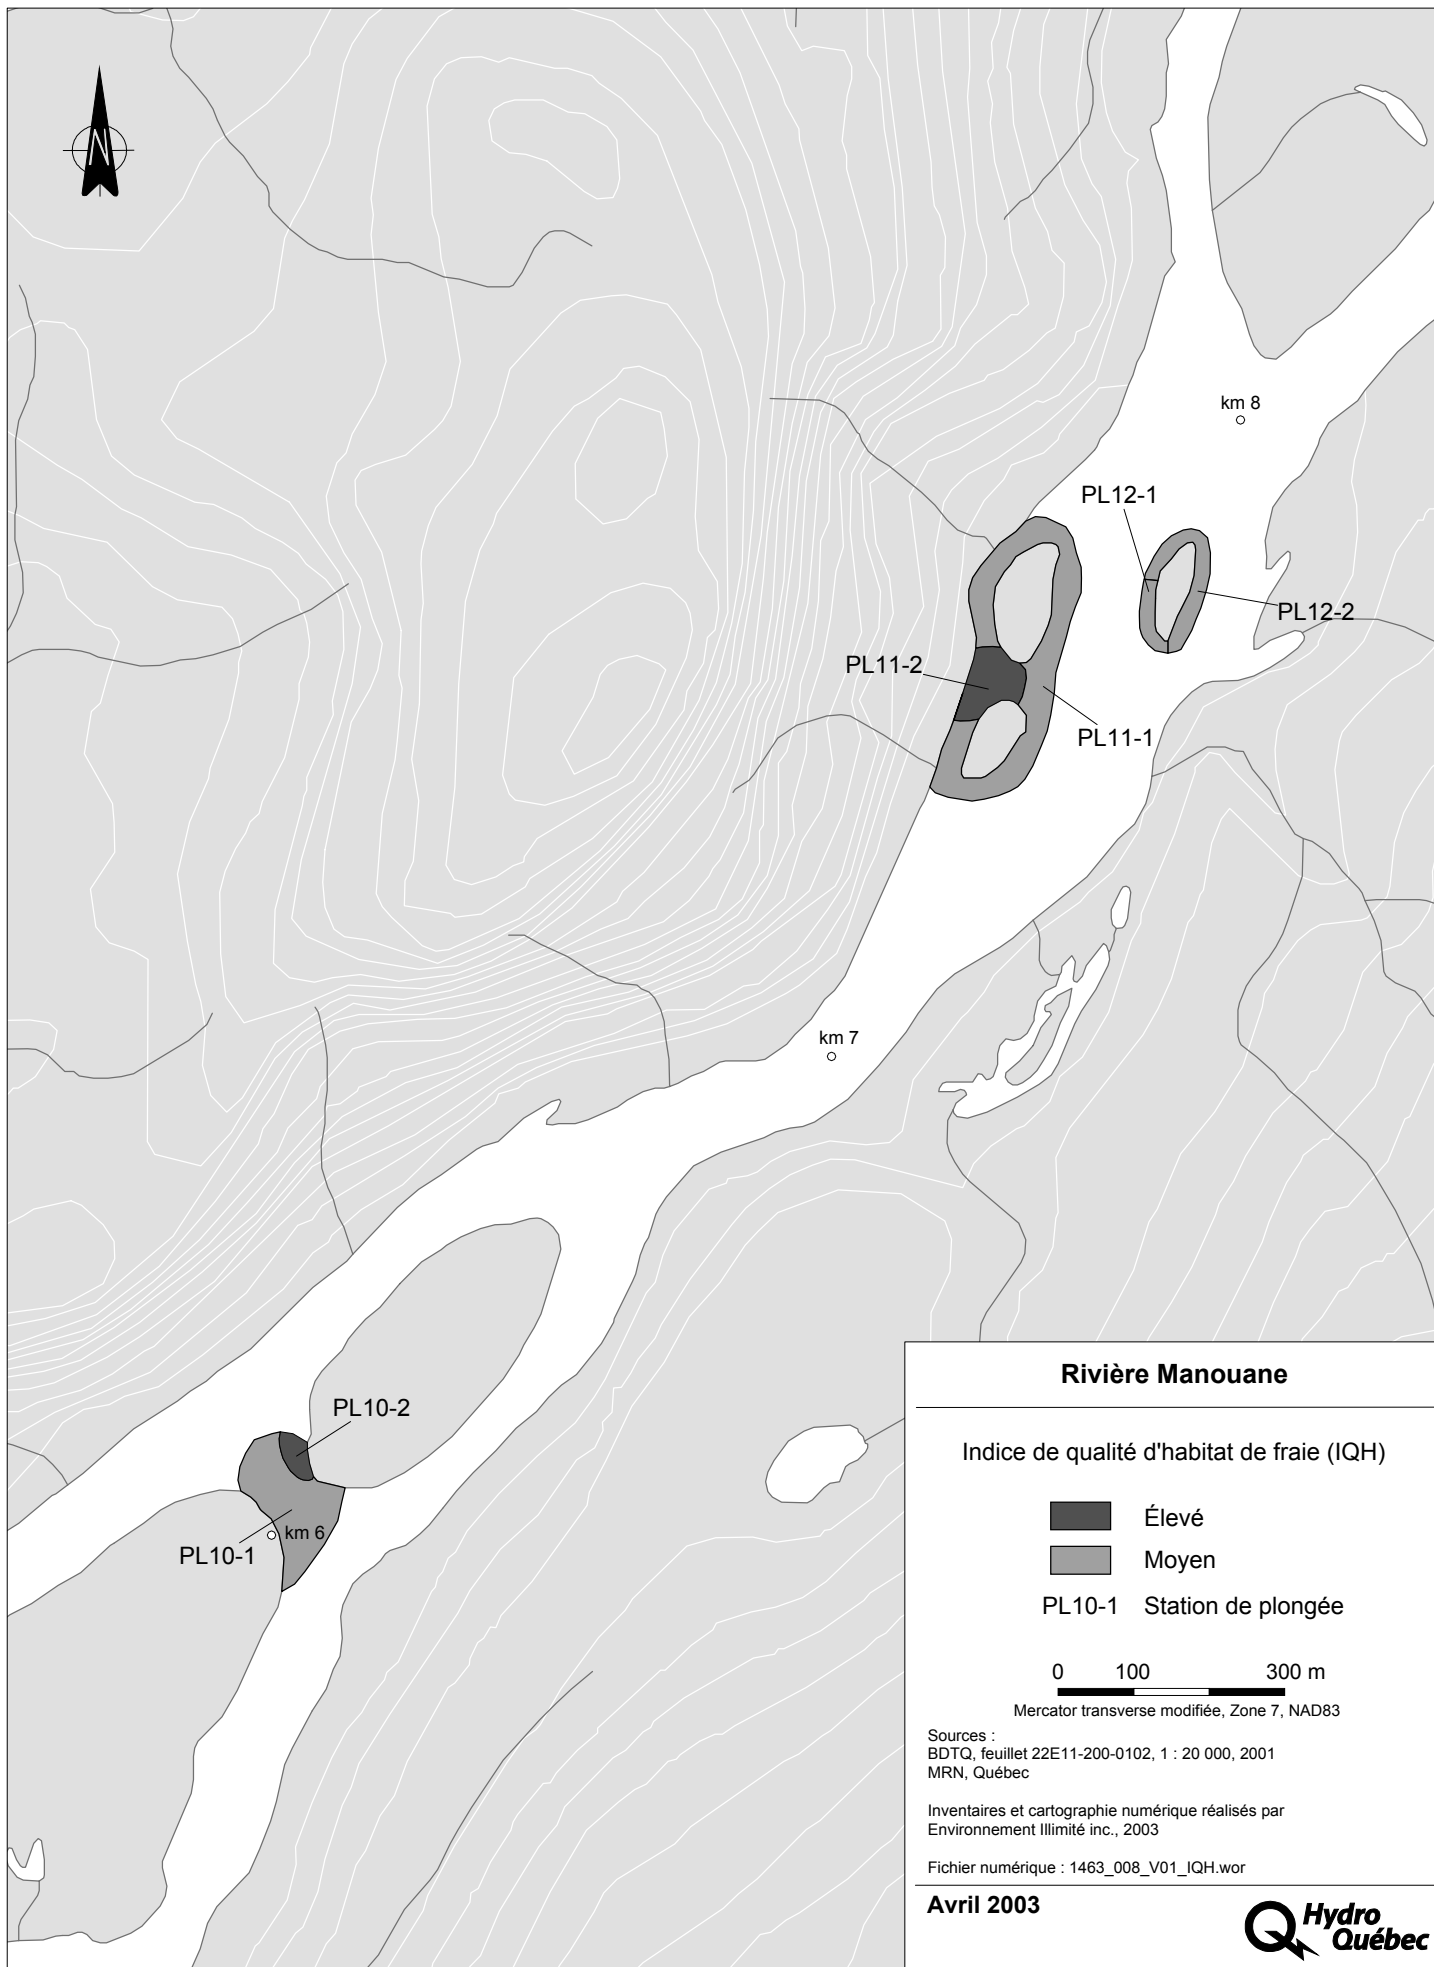 N
km 8
PL12-1
PL12-2
PL11-2
PL11-1
km 7
PL10-2
km 6
PL10-1
Rivière Manouane
Indice de qualité d'habitat de fraie (IQH)
Élevé
Moyen
PL10-1 Station de plongée
0 100 300 m
Mercator transverse modifiée, Zone 7, NAD83
Sources :
BDTQ, feuillet 22E11-200-0102, 1 : 20 000, 2001
MRN, Québec
Inventaires et cartographie numérique réalisés par
Environnement Illimité inc., 2003
Fichier numérique : 1463_008_V01_IQH.wor
Avril 2003
Hydro
Québec